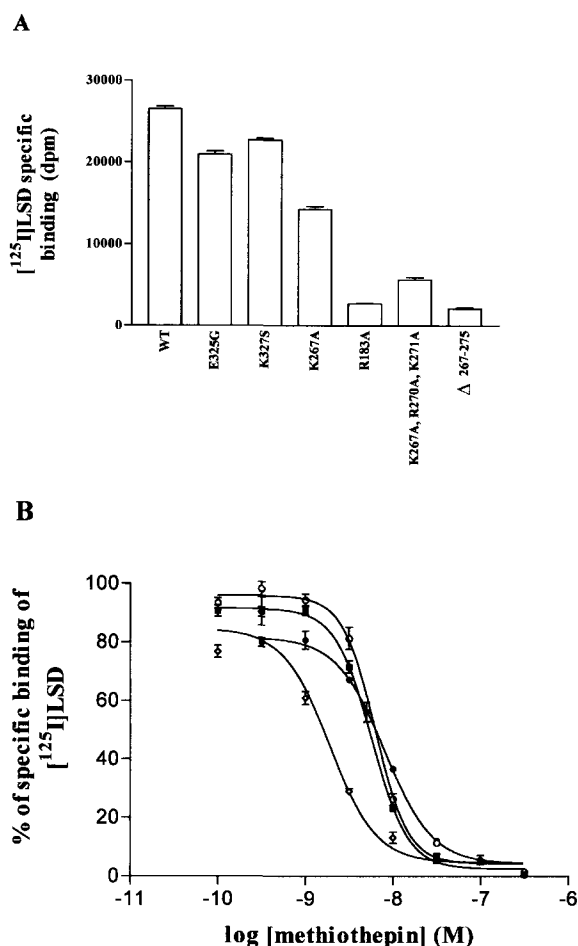 A
[125I]LSD specific
binding (dpm)
30000
20000
10000
0
WT
E325G
K327S
K267A
R183A
K267A, R270A, K271A
Δ 267-275
B
% of specific binding of
[125I]LSD
100
80
60
40
20
0
-11
-10
-9
-8
-7
-6
log [methiothepin] (M)